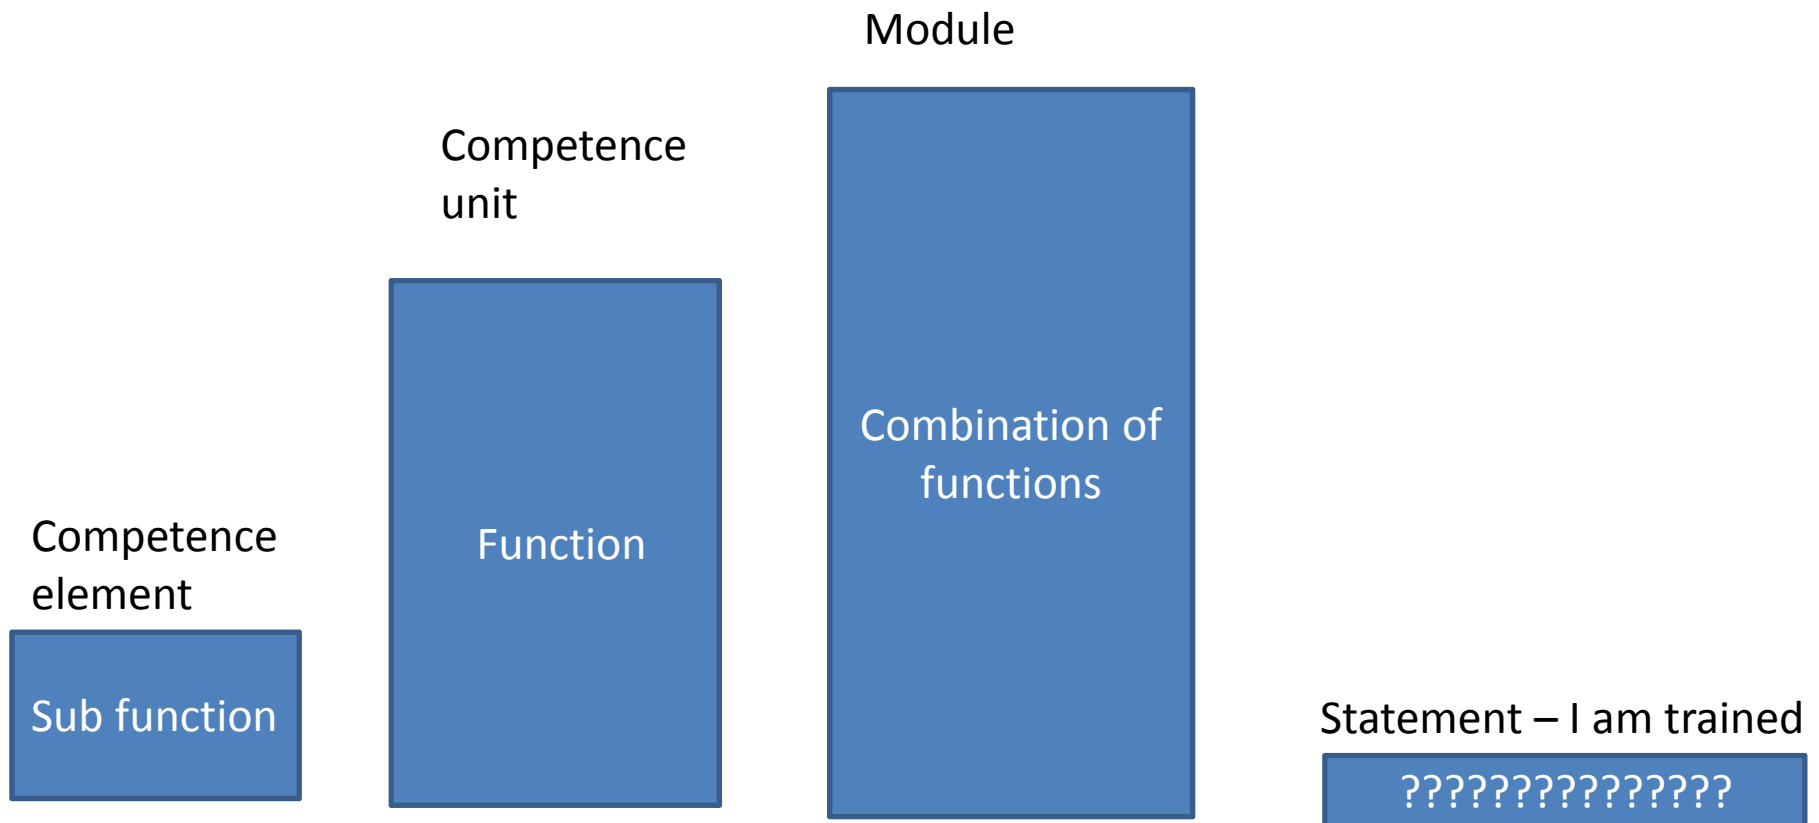 Module
Competence
unit
Combination of
functions
Function
Competence
element
Sub function
Statement – I am trained
???????????????